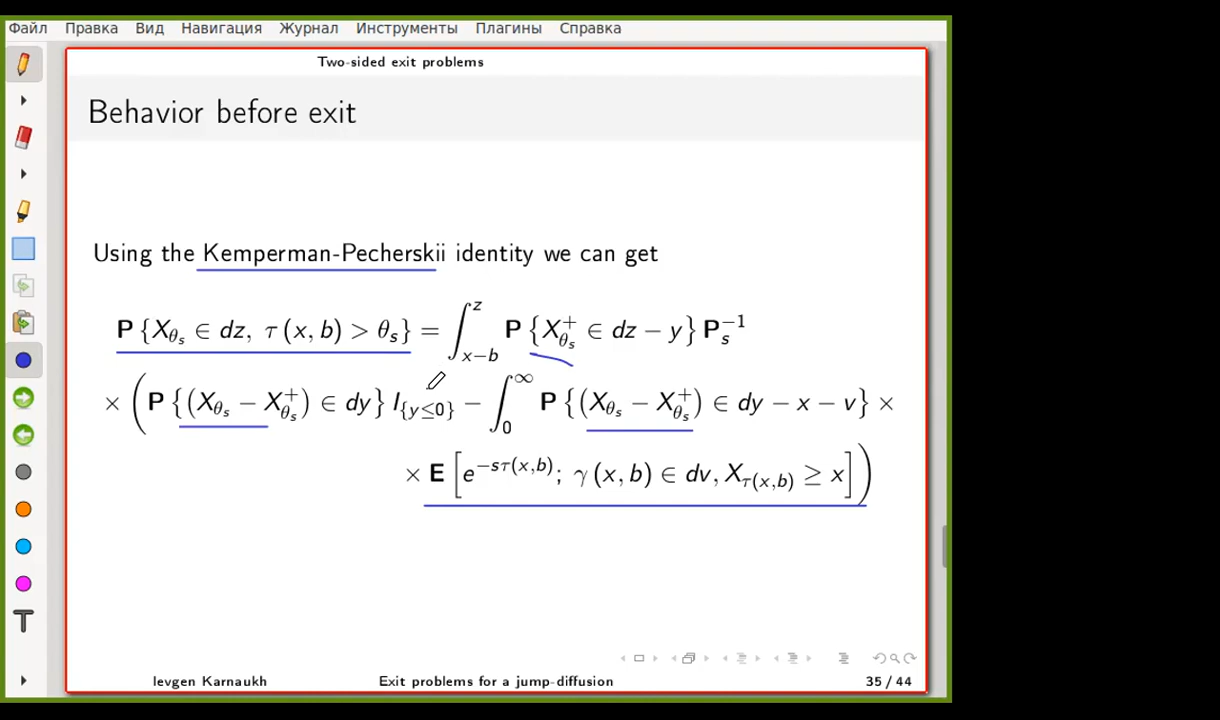 Файл Правка Вид Навигация Журнал Инструменты Плагины Справка
Two-sided exit problems
Behavior before exit
Using the Kemperman-Pecherskii identity we can get
P {X_{θ_s} ∈ dz, τ (x, b) > θ_s} = ∫_{x−b}^{z} P {X^+_{θ_s} ∈ dz − y} P_s^{−1}
× (P {(X_{θ_s} − X^+_{θ_s}) ∈ dy} I_{{y≤0}} − ∫_0^∞ P {(X_{θ_s} − X^+_{θ_s}) ∈ dy − x − v} ×
× E [e^{−sτ(x,b)}; γ (x, b) ∈ dv, X_{τ(x,b)} ≥ x])
T
Ievgen Karnaukh Exit problems for a jump-diffusion 35 / 44